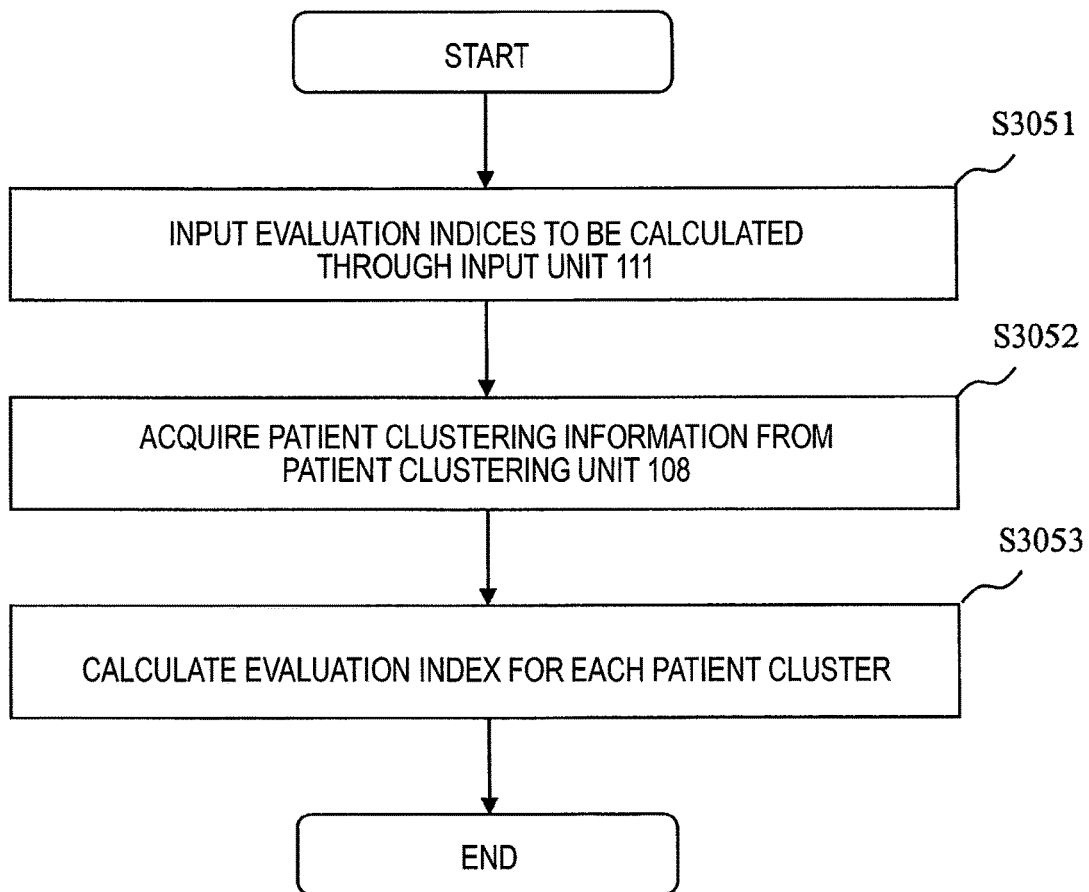 START
S3051
INPUT EVALUATION INDICES TO BE CALCULATED
THROUGH INPUT UNIT 111
S3052
ACQUIRE PATIENT CLUSTERING INFORMATION FROM
PATIENT CLUSTERING UNIT 108
S3053
CALCULATE EVALUATION INDEX FOR EACH PATIENT CLUSTER
END